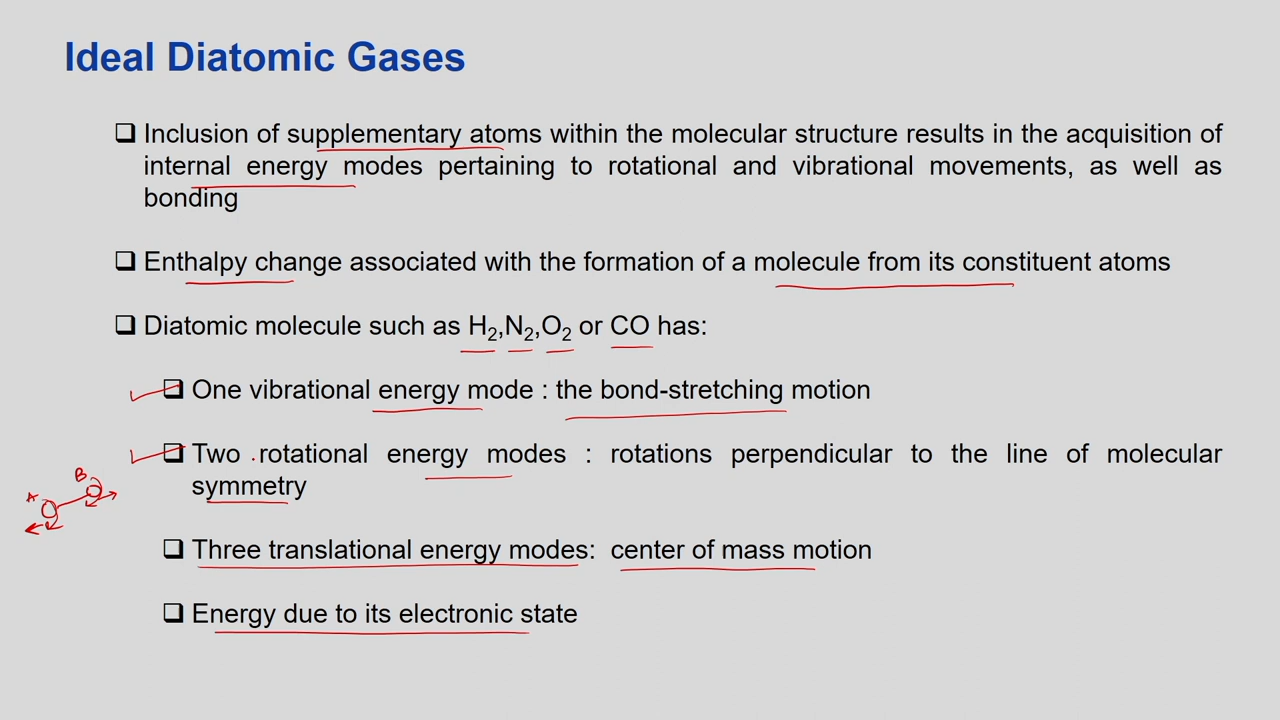 Ideal Diatomic Gases
Inclusion of supplementary atoms within the molecular structure results in the acquisition of
internal energy modes pertaining to rotational and vibrational movements, as well as
bonding
Enthalpy change associated with the formation of a molecule from its constituent atoms
Diatomic molecule such as H₂,N₂,O₂ or CO has:
One vibrational energy mode : the bond-stretching motion
Two rotational energy modes : rotations perpendicular to the line of molecular
symmetry
B
A
Three translational energy modes: center of mass motion
Energy due to its electronic state